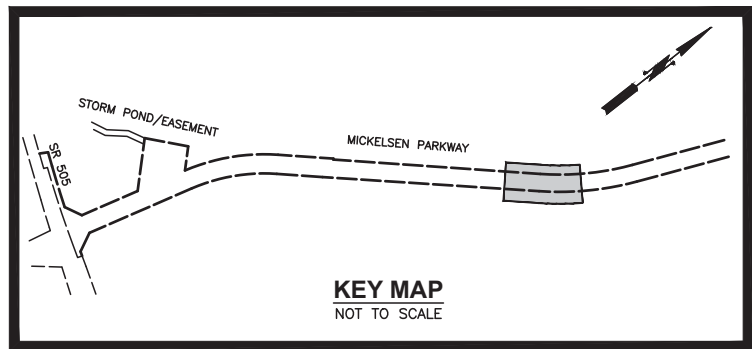 STORM POND/EASEMENT
MICKELSEN PARKWAY
SR 505
KEY MAP
NOT TO SCALE